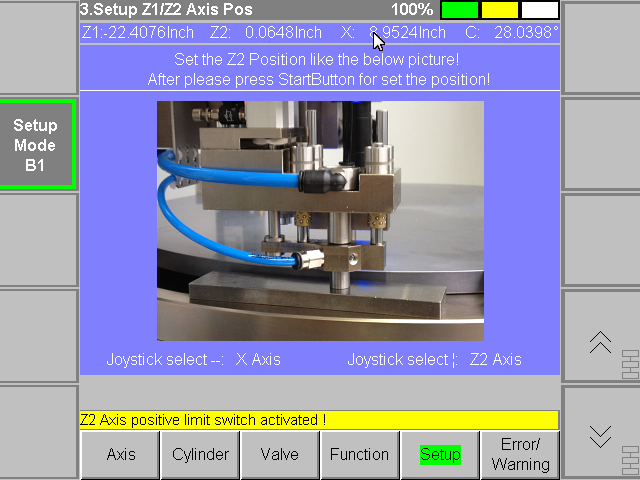 3.Setup Z1/Z2 Axis Pos 100%
Z1:-22.4076Inch Z2: 0.0648Inch X: 8.9524Inch C: 28.0398°
Set the Z2 Position like the below picture!
After please press StartButton for set the position!
Setup
Mode
B1
Joystick select --: X Axis Joystick select ¦: Z2 Axis
Z2 Axis positive limit switch activated !
Axis Cylinder Valve Function Setup Error/
Warning